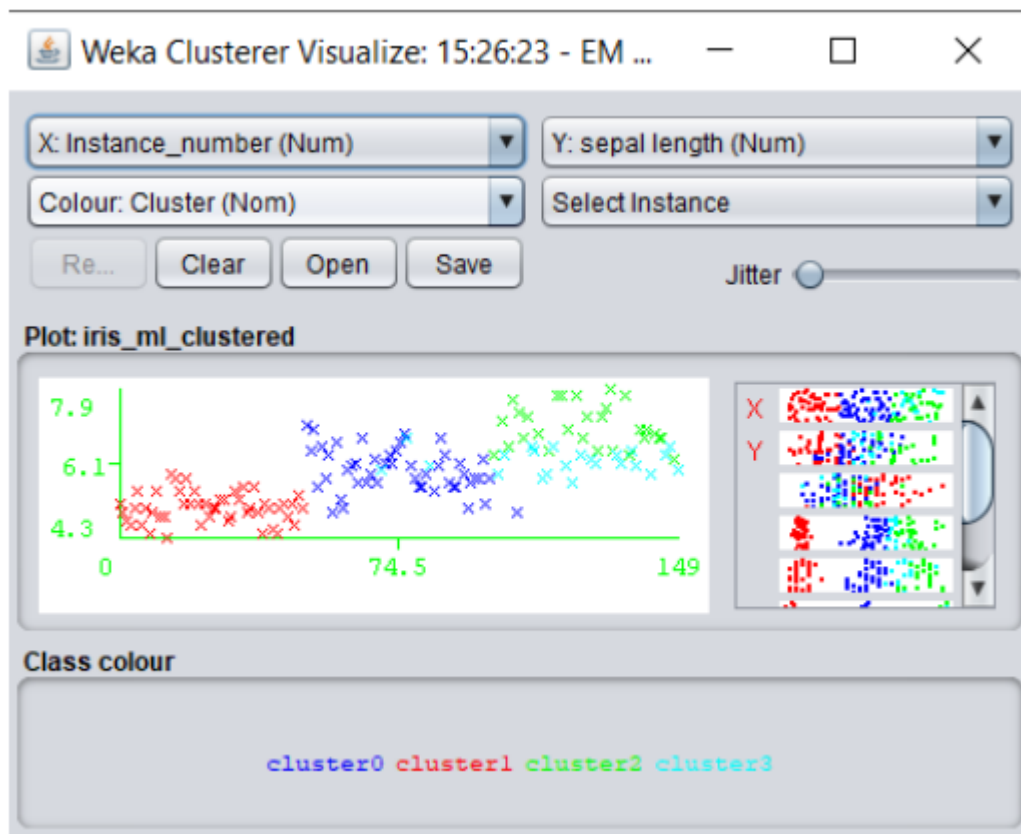 Weka Clusterer Visualize: 15:26:23 - EM ...
X: Instance_number (Num)
Y: sepal length (Num)
Colour: Cluster (Nom)
Select Instance
Re...
Clear
Open
Save
Jitter
Plot: iris_ml_clustered
7.9
6.1
4.3
0
74.5
149
X
Y
Class colour
cluster0 cluster1 cluster2 cluster3